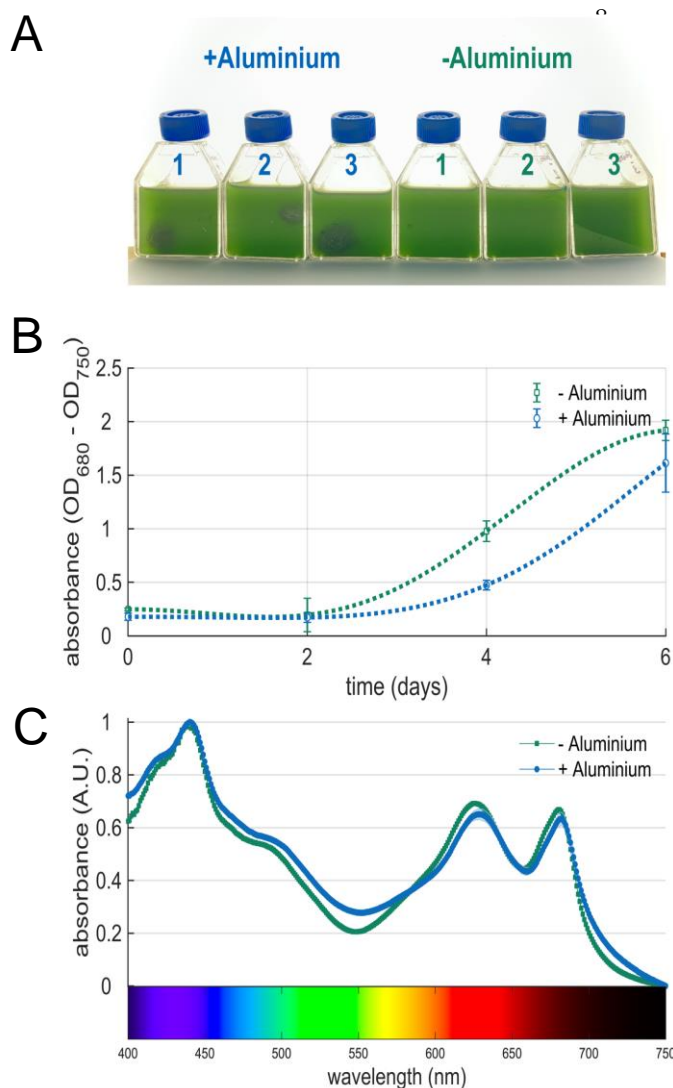 A
+Aluminium -Aluminium
1 2 3 1 2 3
B
absorbance (OD680 - OD750)
2.5
2
1.5
1
0.5
0
- Aluminium
+ Aluminium
0 2 4 6
time (days)
C
absorbance (A.U.)
1
0.8
0.6
0.4
0.2
0
- Aluminium
+ Aluminium
400 450 500 550 600 650 700 750
wavelength (nm)